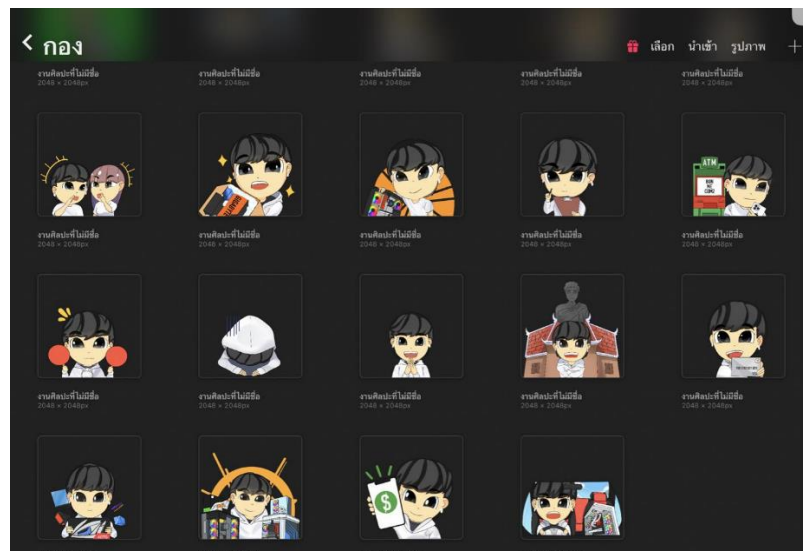 กอง
เลือก นำเข้า รูปภาพ
งานศิลปะที่ไม่มีชื่อ งานศิลปะที่ไม่มีชื่อ งานศิลปะที่ไม่มีชื่อ งานศิลปะที่ไม่มีชื่อ งานศิลปะที่ไม่มีชื่อ
2048 × 2048px 2048 × 2048px 2048 × 2048px 2048 × 2048px 2048 × 2048px
ATM
งานศิลปะที่ไม่มีชื่อ งานศิลปะที่ไม่มีชื่อ งานศิลปะที่ไม่มีชื่อ งานศิลปะที่ไม่มีชื่อ งานศิลปะที่ไม่มีชื่อ
2048 × 2048px 2048 × 2048px 2048 × 2048px 2048 × 2048px 2048 × 2048px
งานศิลปะที่ไม่มีชื่อ งานศิลปะที่ไม่มีชื่อ งานศิลปะที่ไม่มีชื่อ งานศิลปะที่ไม่มีชื่อ งานศิลปะที่ไม่มีชื่อ
2048 × 2048px 2048 × 2048px 2048 × 2048px 2048 × 2048px 2048 × 2048px
$